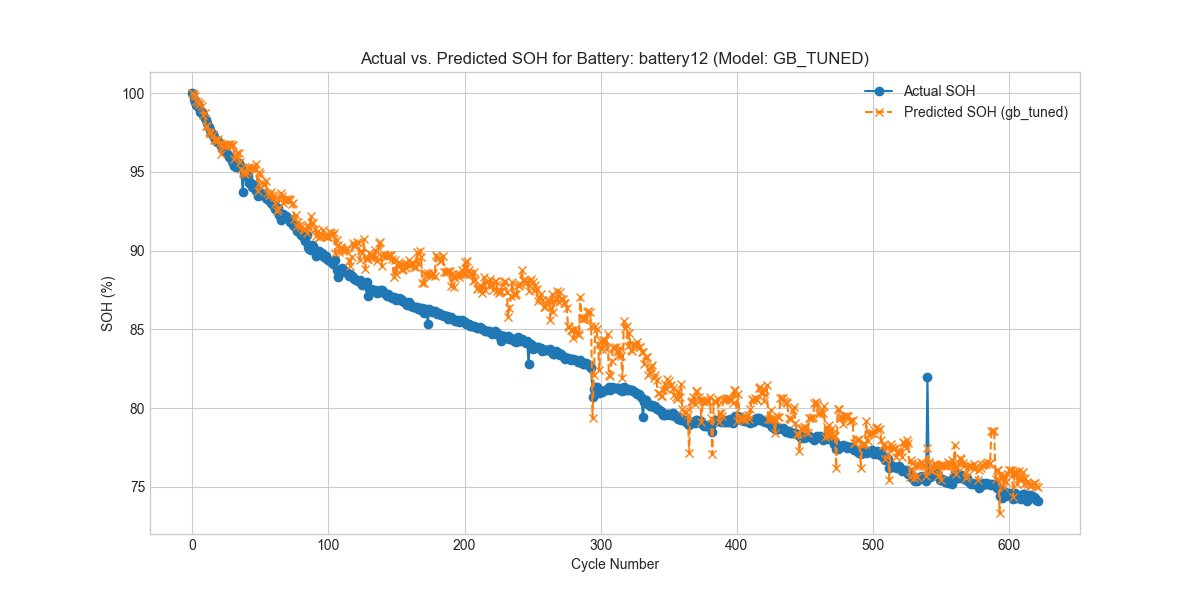 Actual vs. Predicted SOH for Battery: battery12 (Model: GB_TUNED)
Actual SOH
Predicted SOH (gb_tuned)
SOH (%)
100
95
90
85
80
75
0 100 200 300 400 500 600
Cycle Number